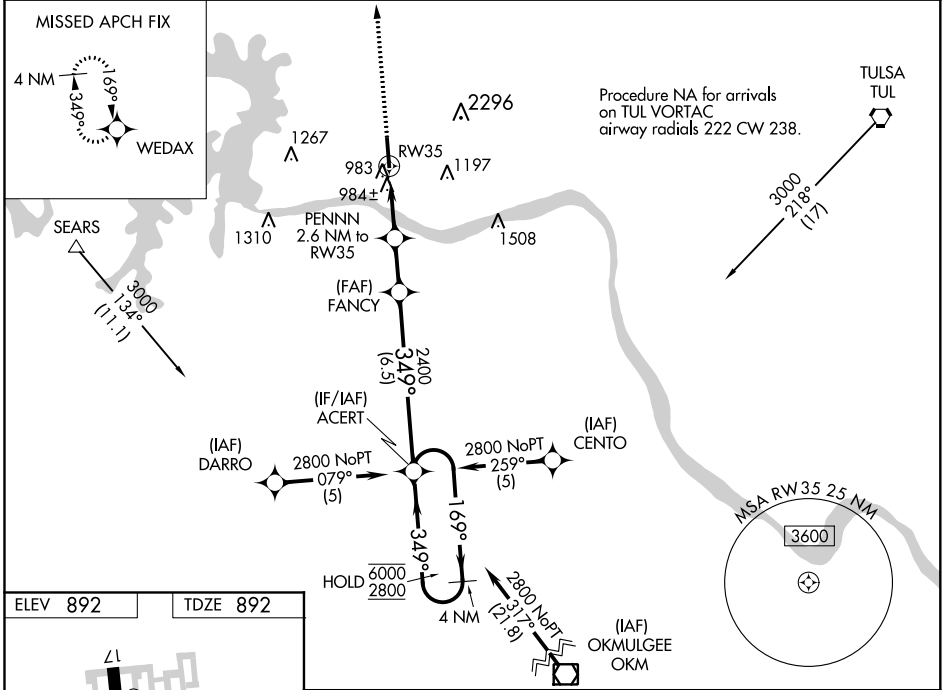 MISSED APCH FIX
4 NM
169°
349°
WEDAX
2296
Procedure NA for arrivals
on TUL VORTAC
airway radials 222 CW 238.
TULSA
TUL
3000
218°
(17)
1267
983
RW35
1197
984±
1310
PENNN
2.6 NM to
RW35
1508
SEARS
3000
134°
(11.1)
(FAF)
FANCY
2400
349°
(6.5)
(IF/IAF)
ACERT
(IAF)
DARRO
2800 NoPT
079°
(5)
2800 NoPT
259°
(5)
(IAF)
CENTO
169°
349°
HOLD
6000
2800
4 NM
2800 NoPT
317°
(21.8)
(IAF)
OKMULGEE
OKM
MSA RW35 25 NM
3600
ELEV 892
TDZE 892
17